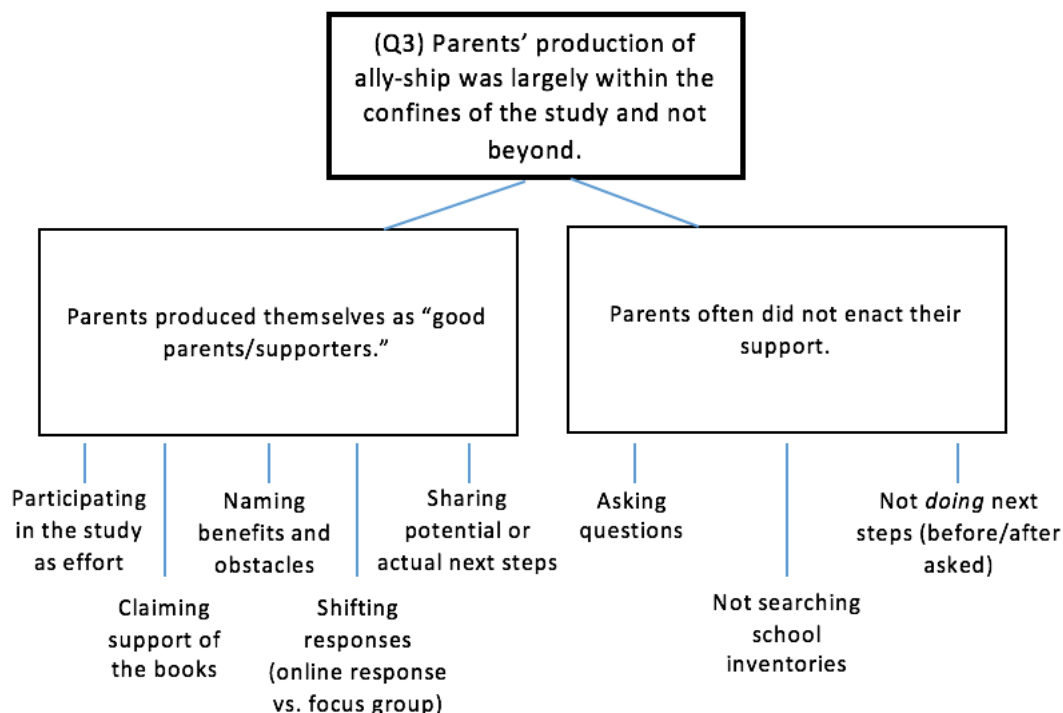 (Q3) Parents’ production of
ally-ship was largely within the
confines of the study and not
beyond.
Parents produced themselves as “good
parents/supporters.”
Parents often did not enact their
support.
Participating
in the study
as effort
Claiming
support of
the books
Naming
benefits and
obstacles
Shifting
responses
(online response
vs. focus group)
Sharing
potential or
actual next steps
Asking
questions
Not searching
school
inventories
Not doing next
steps (before/after
asked)